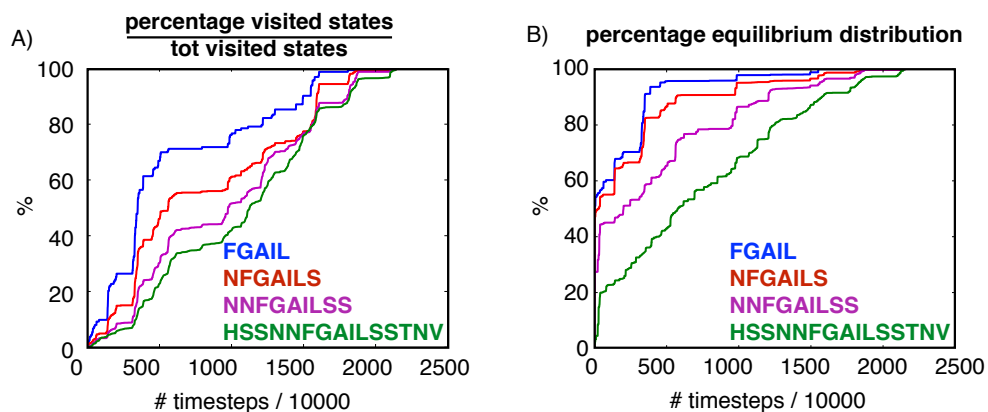 A)
percentage visited states
tot visited states
100
80
60
40
20
0
%
FGAIL
NFGAILS
NNFGAILSS
HSSNNFGAILSSTNV
0 500 1000 1500 2000 2500
# timesteps / 10000
B) percentage equilibrium distribution
100
80
60
40
20
0
%
FGAIL
NFGAILS
NNFGAILSS
HSSNNFGAILSSTNV
0 500 1000 1500 2000 2500
# timesteps / 10000